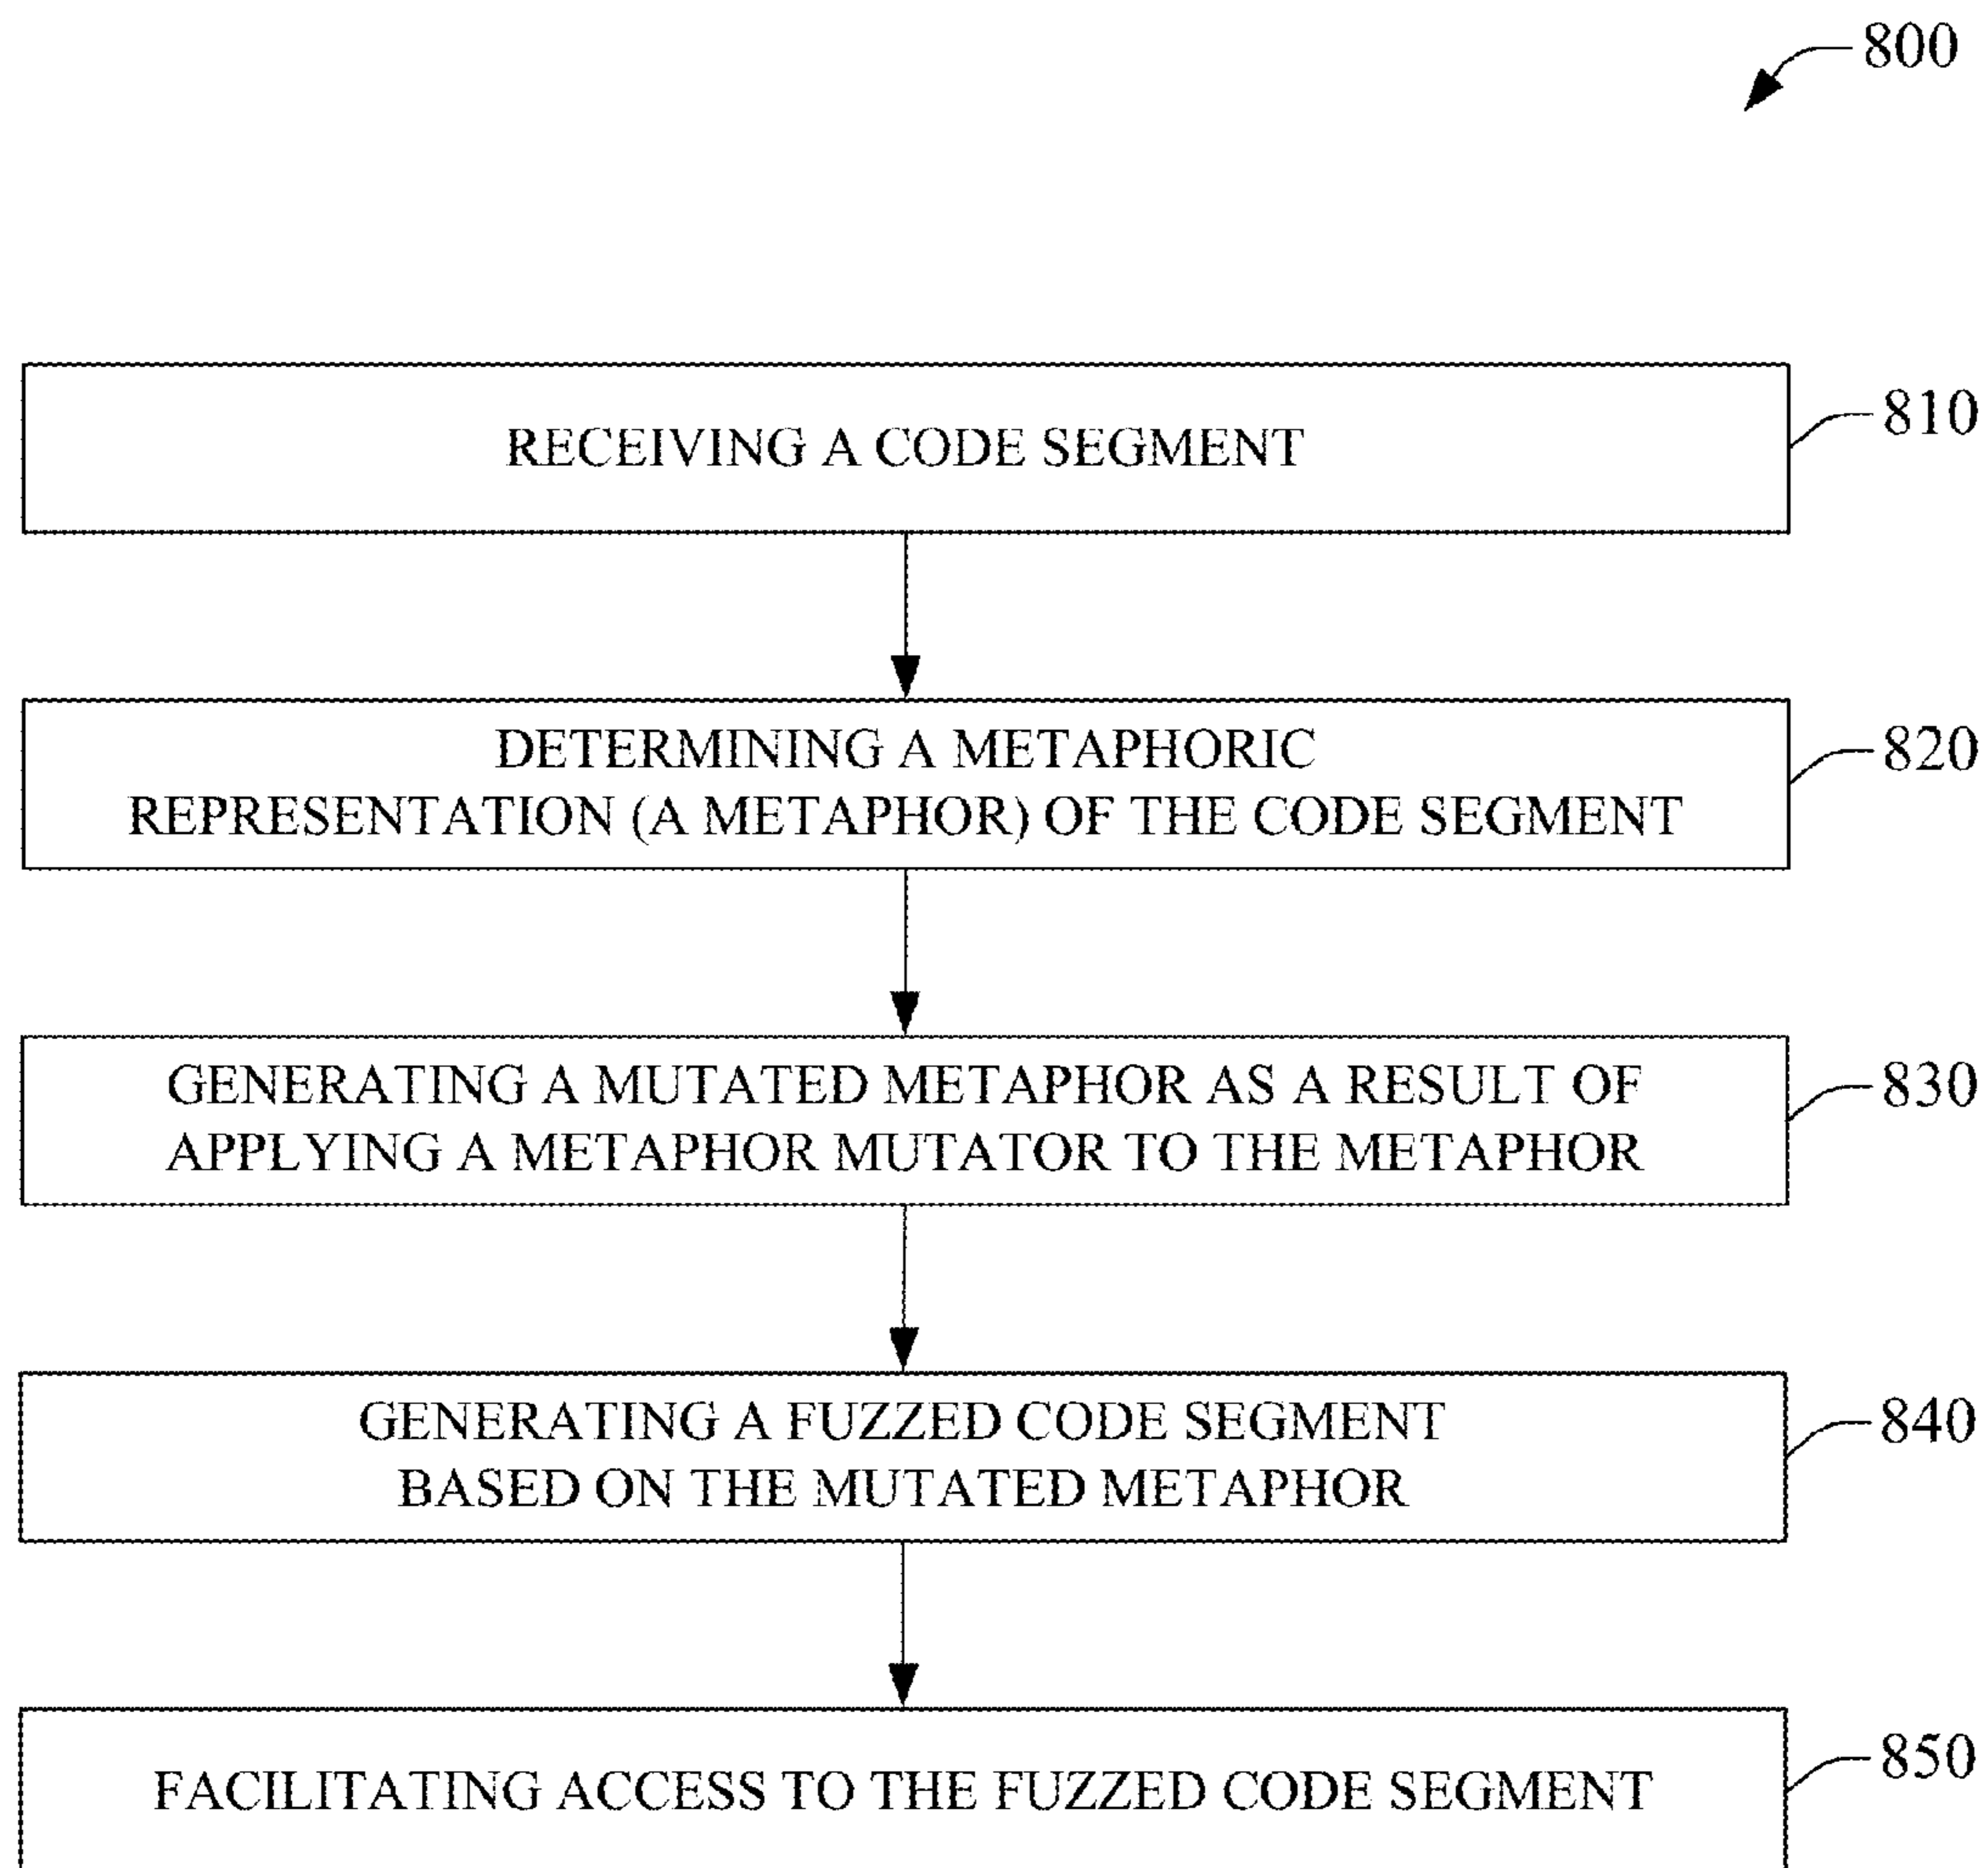 800
RECEIVING A CODE SEGMENT
810
DETERMINING A METAPHORIC
REPRESENTATION (A METAPHOR) OF THE CODE SEGMENT
820
GENERATING A MUTATED METAPHOR AS A RESULT OF
APPLYING A METAPHOR MUTATOR TO THE METAPHOR
830
GENERATING A FUZZED CODE SEGMENT
BASED ON THE MUTATED METAPHOR
840
FACILITATING ACCESS TO THE FUZZED CODE SEGMENT
850